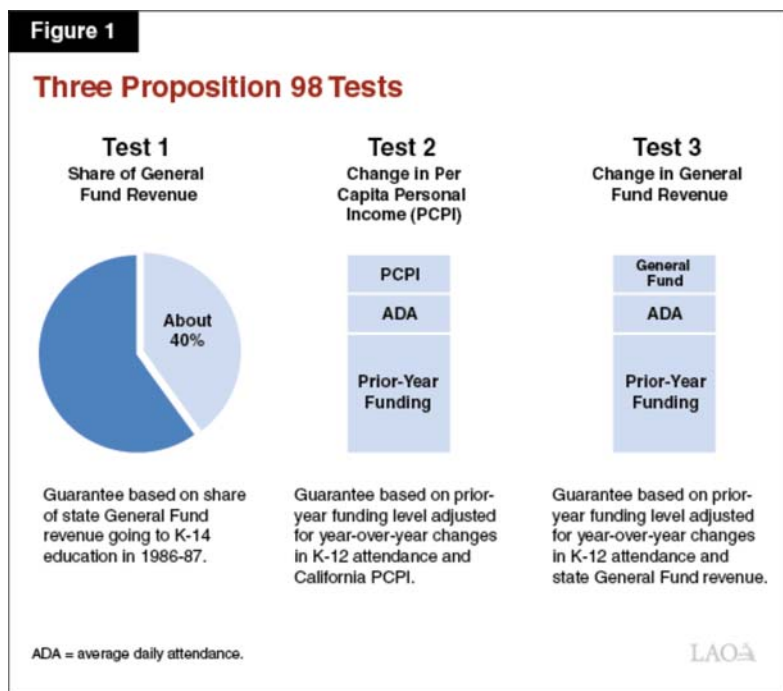 Figure 1
Three Proposition 98 Tests
Test 1
Share of General
Fund Revenue
About
40%
Guarantee based on share
of state General Fund
revenue going to K-14
education in 1986-87.
Test 2
Change in Per
Capita Personal
Income (PCPI)
PCPI
ADA
Prior-Year
Funding
Guarantee based on prior-
year funding level adjusted
for year-over-year changes
in K-12 attendance and
California PCPI.
Test 3
Change in General
Fund Revenue
General
Fund
ADA
Prior-Year
Funding
Guarantee based on prior-
year funding level adjusted
for year-over-year changes
in K-12 attendance and
state General Fund revenue.
ADA = average daily attendance.
LAO